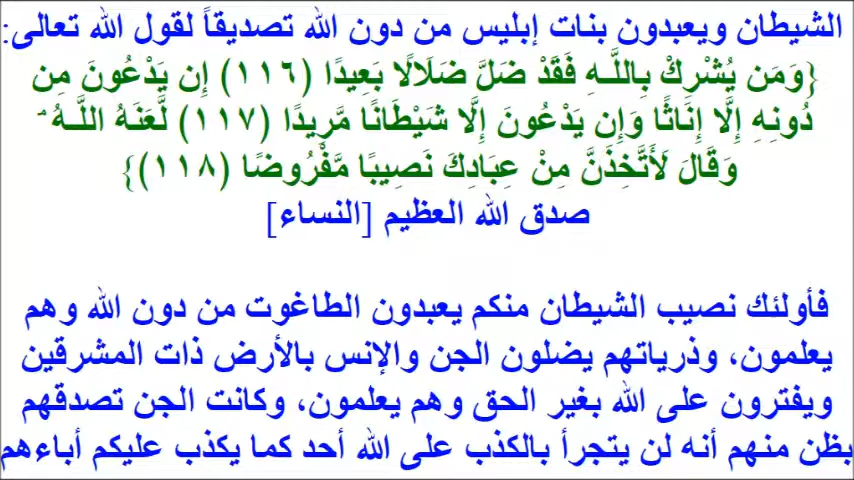 الشيطان ويعبدون بنات إبليس من دون الله تصديقاً لقول الله تعالى:
{وَمَن يُشْرِكْ بِاللَّـهِ فَقَدْ ضَلَّ ضَلَالًا بَعِيدًا (١١٦) إِن يَدْعُونَ مِن
دُونِهِ إِلَّا إِنَاثًا وَإِن يَدْعُونَ إِلَّا شَيْطَانًا مَّرِيدًا (١١٧) لَّعَنَهُ اللَّـهُ ۘ
وَقَالَ لَأَتَّخِذَنَّ مِنْ عِبَادِكَ نَصِيبًا مَّفْرُوضًا (١١٨)}
صدق الله العظيم [النساء]
فأولئك نصيب الشيطان منكم يعبدون الطاغوت من دون الله وهم
يعلمون، وذرياتهم يضلون الجن والإنس بالأرض ذات المشرقين
ويفترون على الله بغير الحق وهم يعلمون، وكانت الجن تصدقهم
بظن منهم أنه لن يتجرأ بالكذب على الله أحد كما يكذب عليكم أباءهم